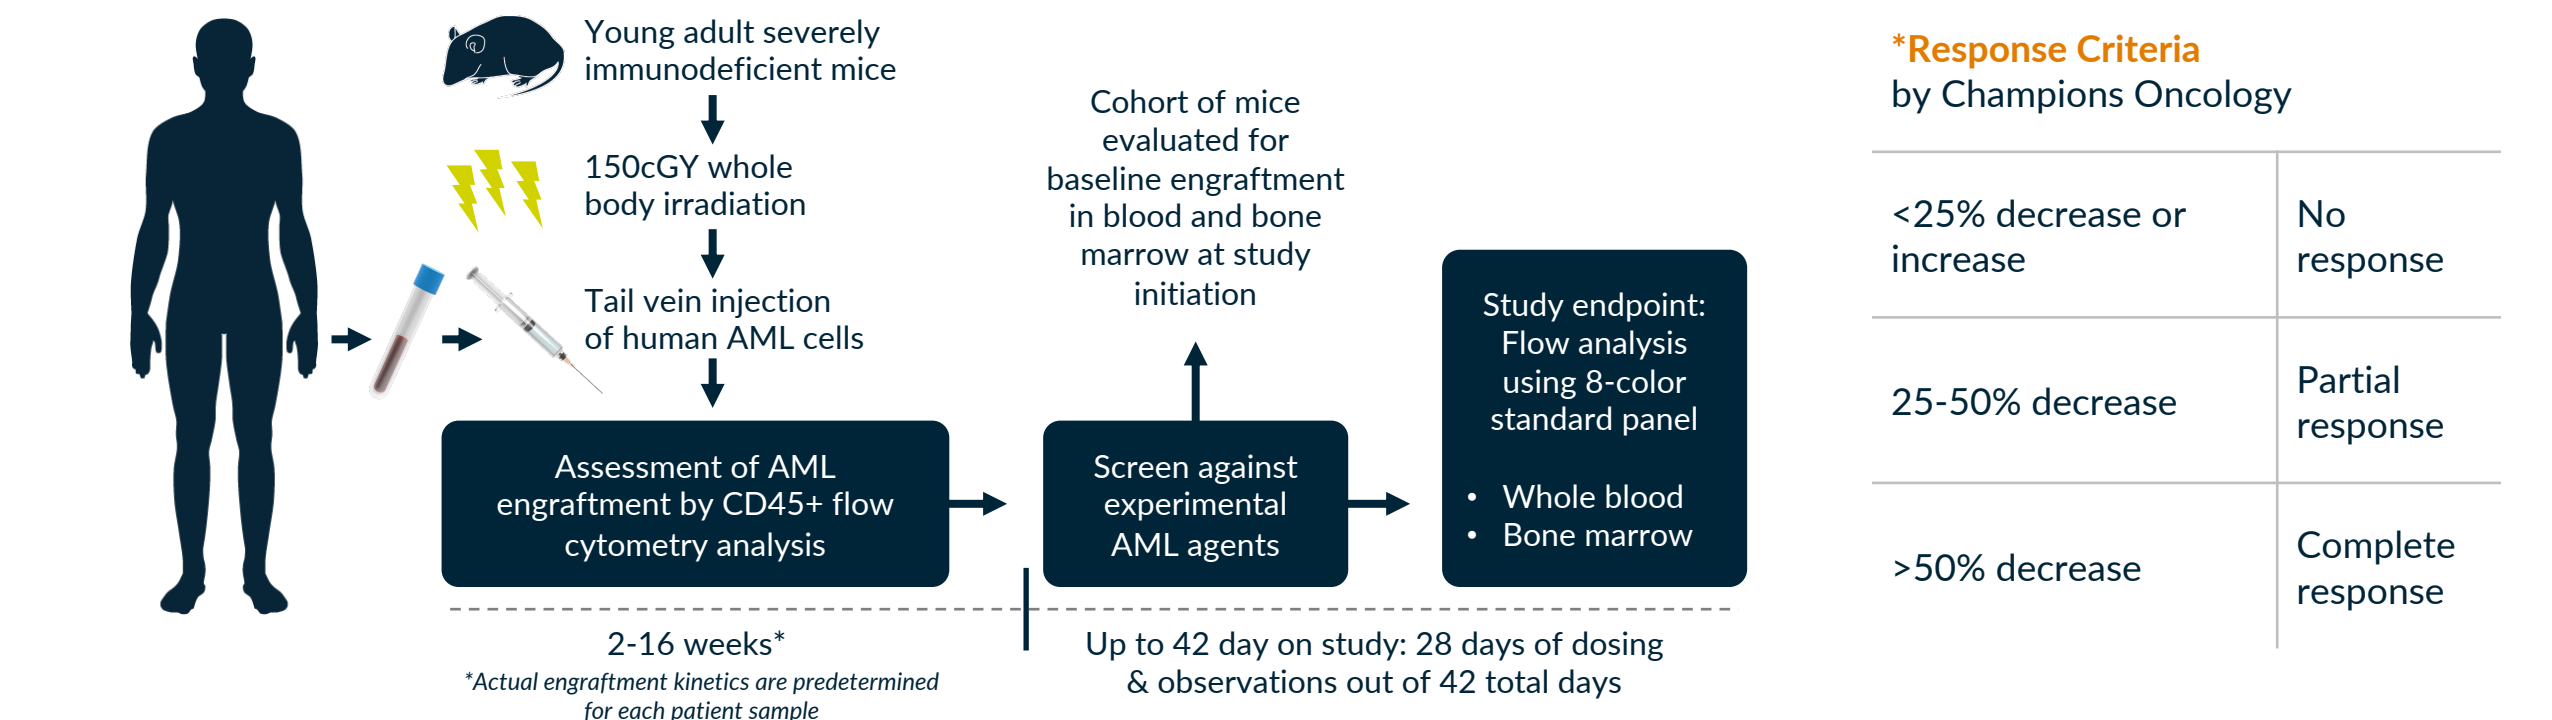 Young adult severely
immunodeficient mice
150cGY whole
body irradiation
Tail vein injection
of human AML cells
Assessment of AML
engraftment by CD45+ flow
cytometry analysis
2-16 weeks*
*Actual engraftment kinetics are predetermined
for each patient sample
Cohort of mice
evaluated for
baseline engraftment
in blood and bone
marrow at study
initiation
Screen against
experimental
AML agents
Study endpoint:
Flow analysis
using 8-color
standard panel
• Whole blood
• Bone marrow
Up to 42 day on study: 28 days of dosing
& observations out of 42 total days
*Response Criteria
by Champions Oncology
<25% decrease or
increase
No
response
25-50% decrease
Partial
response
>50% decrease
Complete
response